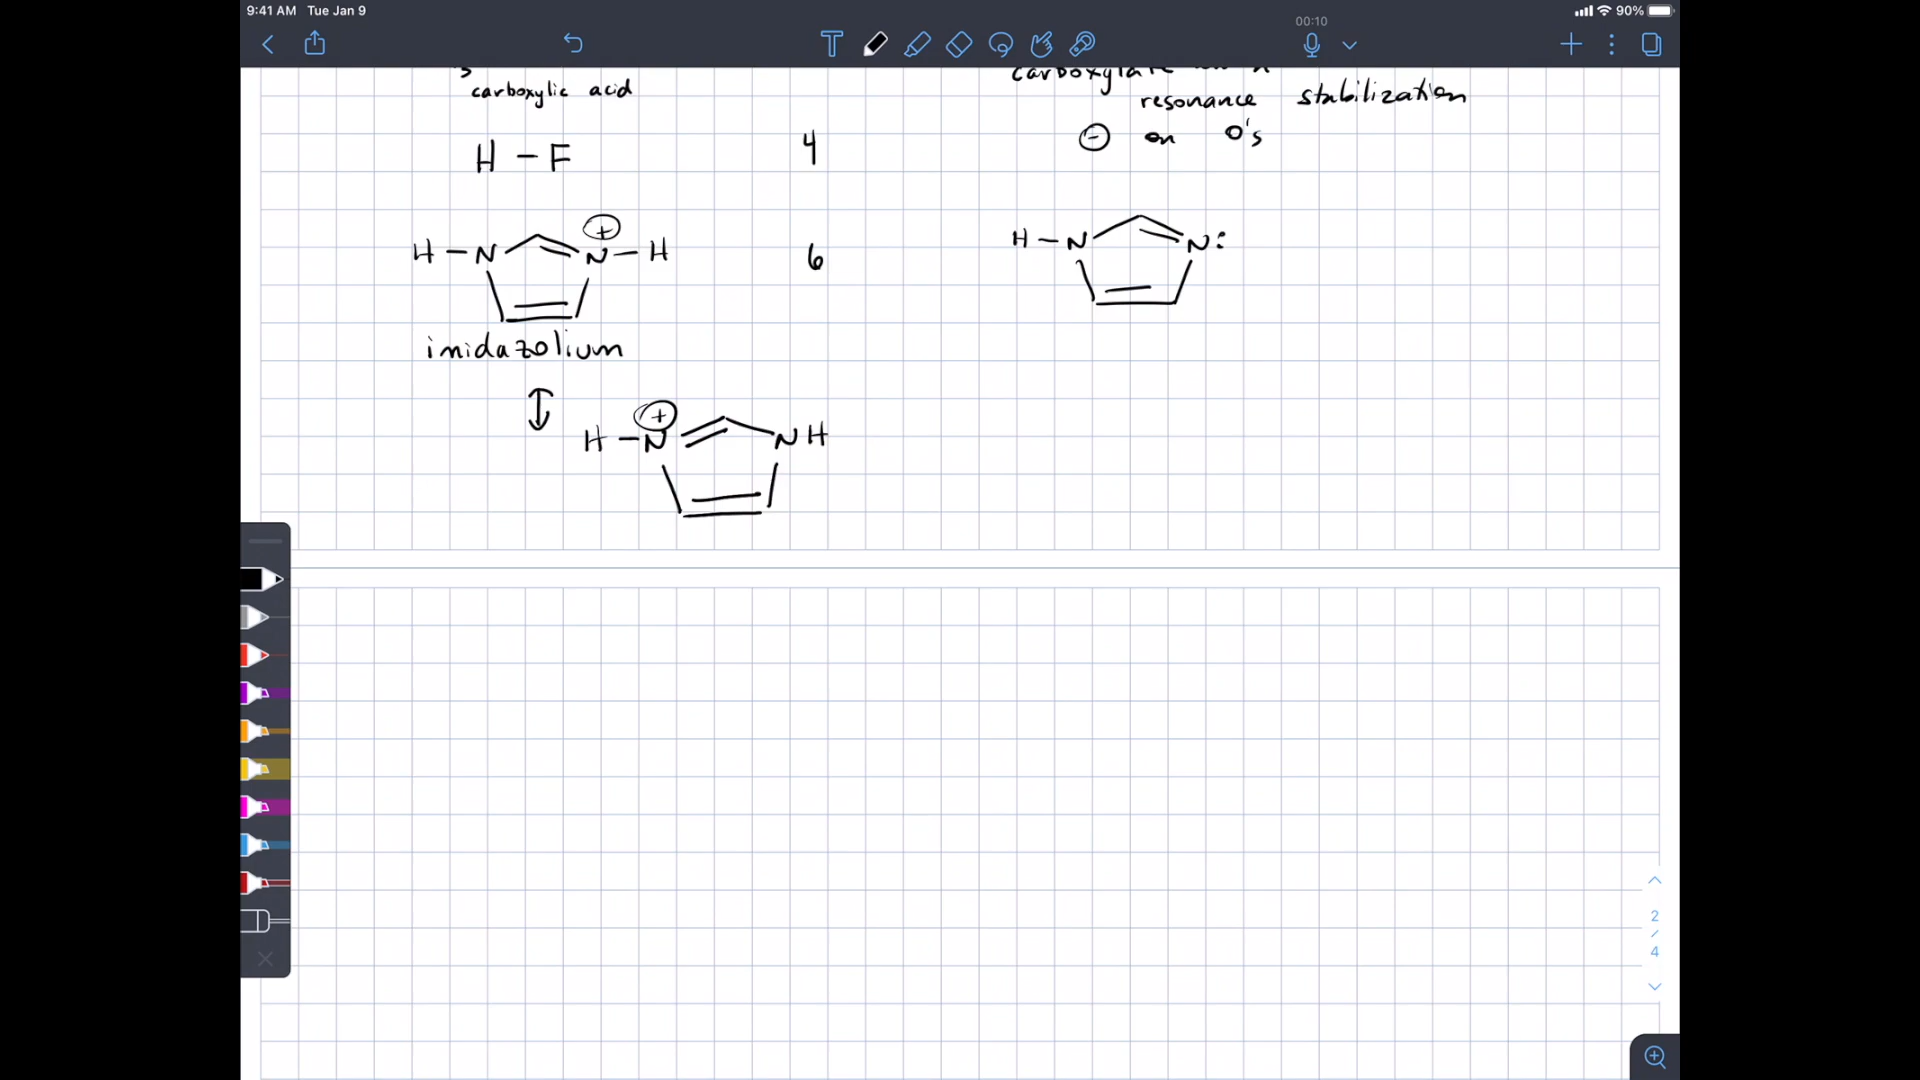 9:41 AM Tue Jan 9
90%
00:10
carboxylic acid
carboxylate
resonance stabilization
⊖ on O's
H – F
4
H – N
⊕
N – H
6
H – N
N:
imidazolium
↕
H – N
⊕
NH
2
/
4